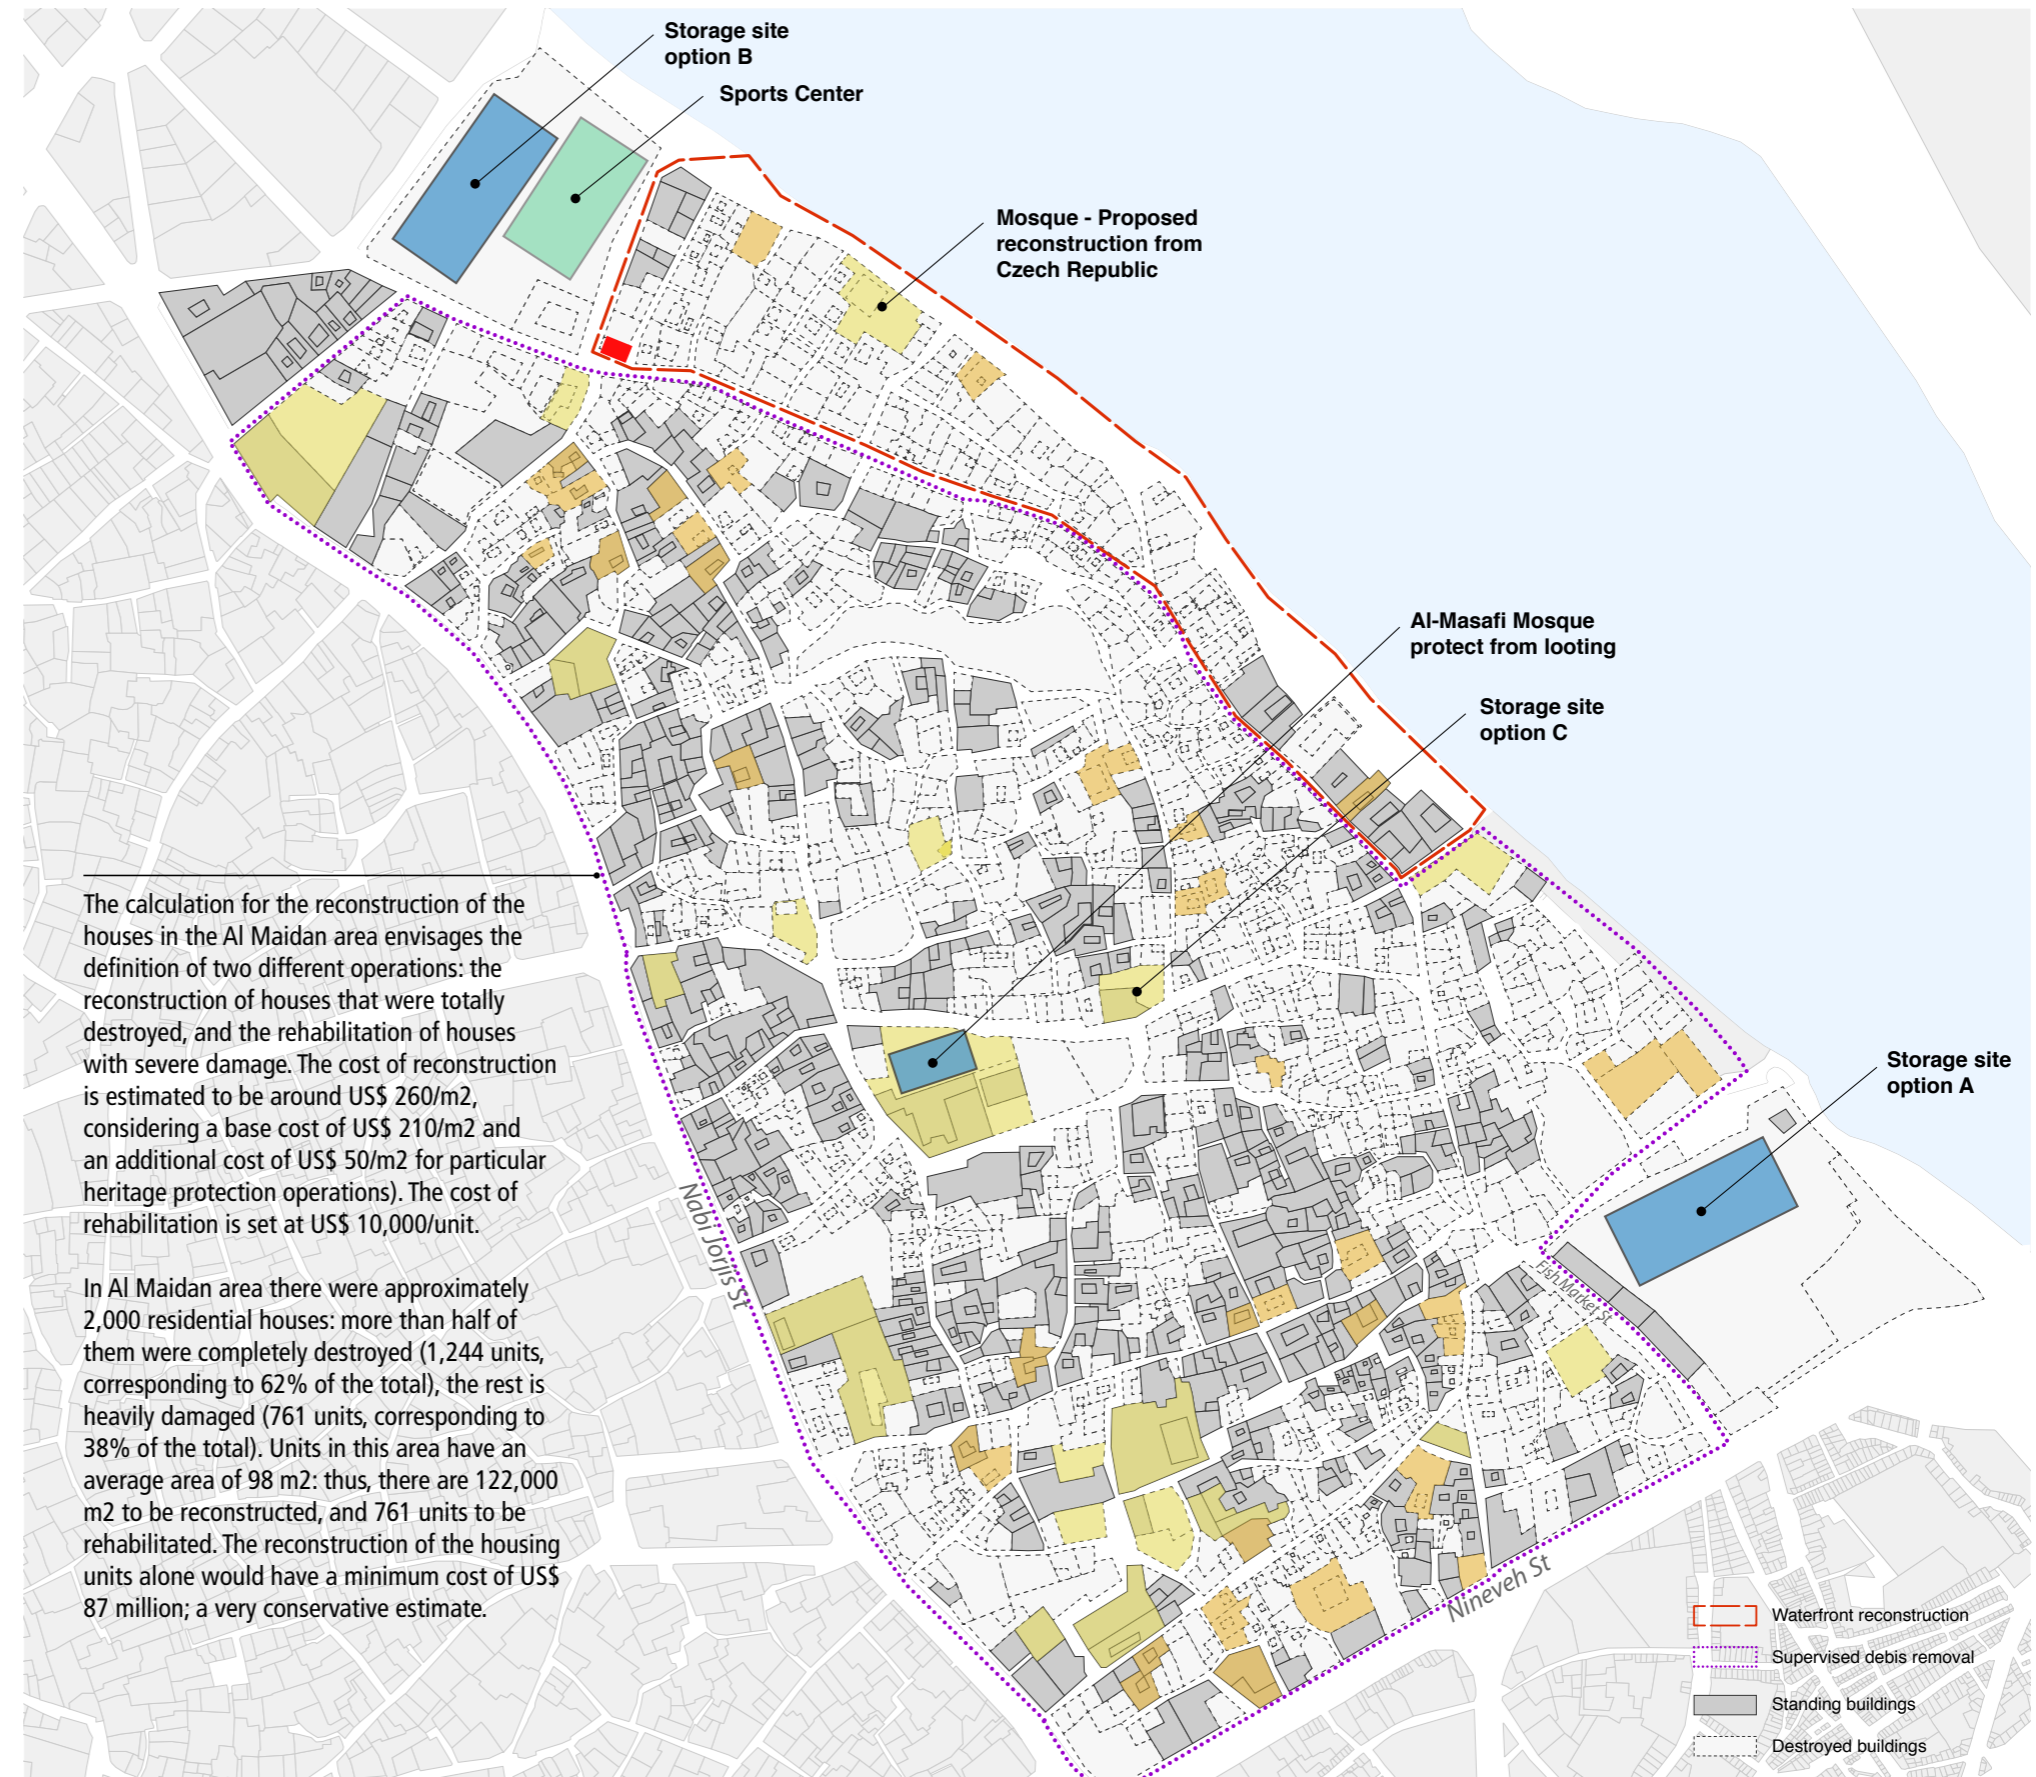 Storage site
option B
Sports Center
Mosque - Proposed
reconstruction from
Czech Republic
Al-Masafi Mosque
protect from looting
Storage site
option C
Storage site
option A
The calculation for the reconstruction of the
houses in the Al Maidan area envisages the
definition of two different operations: the
reconstruction of houses that were totally
destroyed, and the rehabilitation of houses
with severe damage. The cost of reconstruction
is estimated to be around US$ 260/m2,
considering a base cost of US$ 210/m2 and
an additional cost of US$ 50/m2 for particular
heritage protection operations). The cost of
rehabilitation is set at US$ 10,000/unit.
In Al Maidan area there were approximately
2,000 residential houses: more than half of
them were completely destroyed (1,244 units,
corresponding to 62% of the total), the rest is
heavily damaged (761 units, corresponding to
38% of the total). Units in this area have an
average area of 98 m2: thus, there are 122,000
m2 to be reconstructed, and 761 units to be
rehabilitated. The reconstruction of the housing
units alone would have a minimum cost of US$
87 million; a very conservative estimate.
Nabi Jorjis St
Fish Market St
Nineveh St
Waterfront reconstruction
Supervised debis removal
Standing buildings
Destroyed buildings